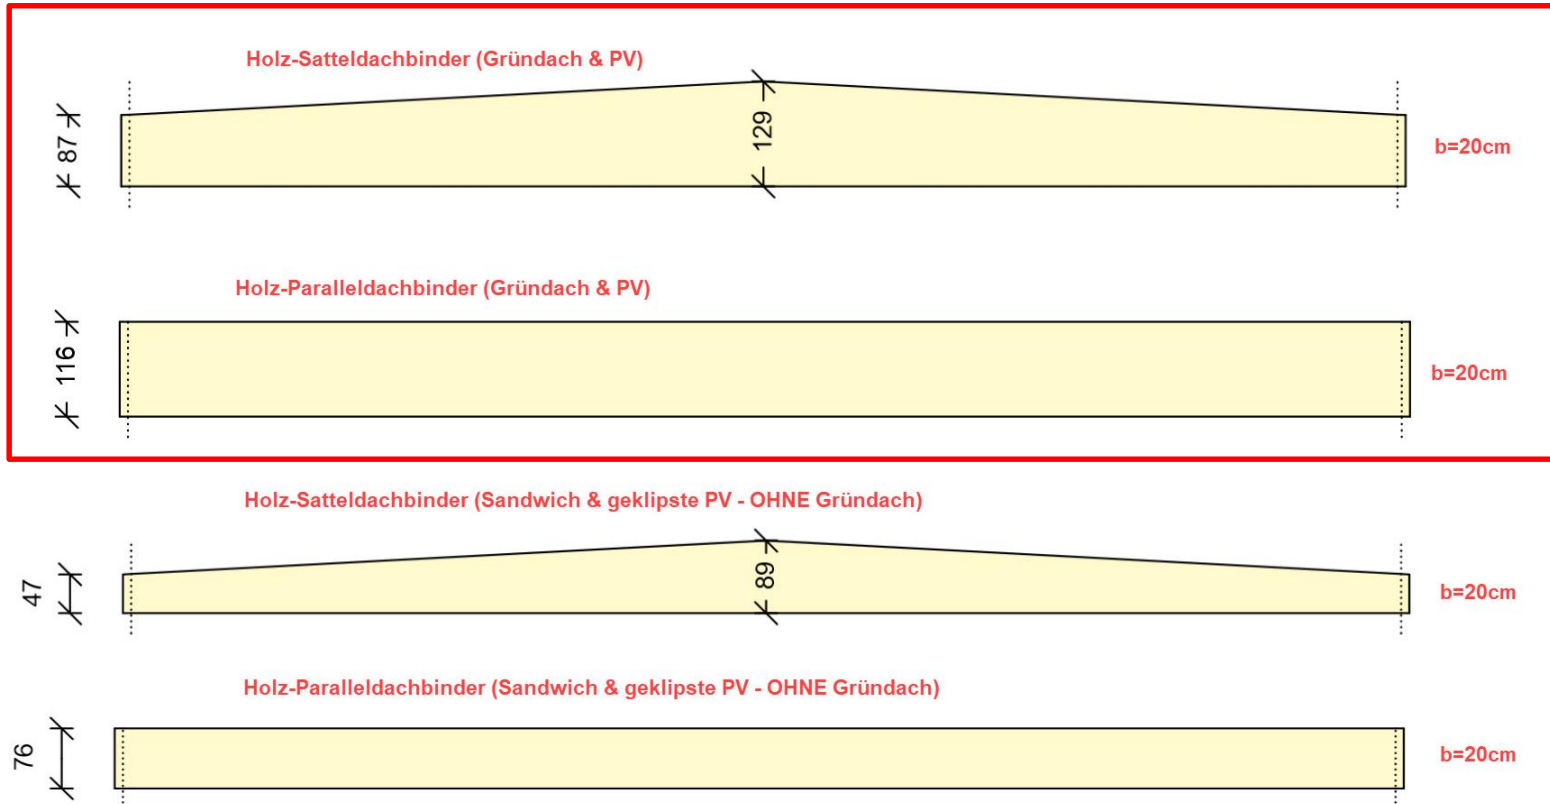 Holz-Satteldachbinder (Gründach & PV)
87
129
b=20cm
Holz-Paralleldachbinder (Gründach & PV)
116
b=20cm
Holz-Satteldachbinder (Sandwich & geklipste PV - OHNE Gründach)
47
89
b=20cm
Holz-Paralleldachbinder (Sandwich & geklipste PV - OHNE Gründach)
76
b=20cm